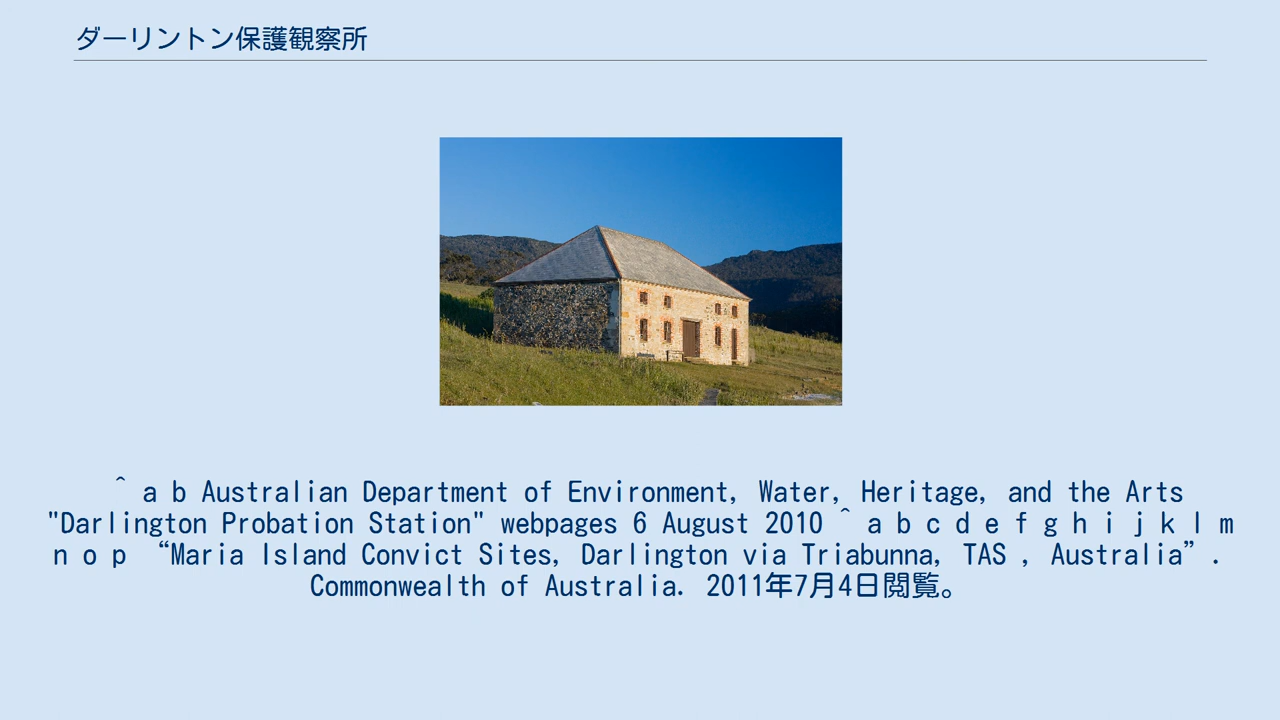 ダーリントン保護観察所
^ a b Australian Department of Environment, Water, Heritage, and the Arts
"Darlington Probation Station" webpages 6 August 2010 ^ a b c d e f g h i j k l m
n o p “Maria Island Convict Sites, Darlington via Triabunna, TAS , Australia”.
Commonwealth of Australia. 2011年7月4日閲覧。